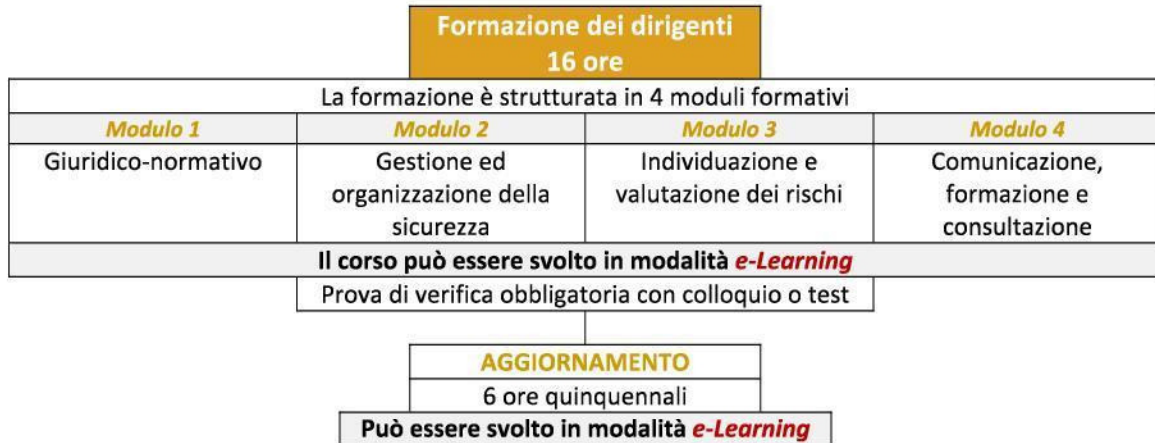 Formazione dei dirigenti
16 ore
La formazione è strutturata in 4 moduli formativi
Modulo 1
Modulo 2
Modulo 3
Modulo 4
Giuridico-normativo
Gestione ed
organizzazione della
sicurezza
Individuazione e
valutazione dei rischi
Comunicazione,
formazione e
consultazione
Il corso può essere svolto in modalità e-Learning
Prova di verifica obbligatoria con colloquio o test
AGGIORNAMENTO
6 ore quinquennali
Può essere svolto in modalità e-Learning